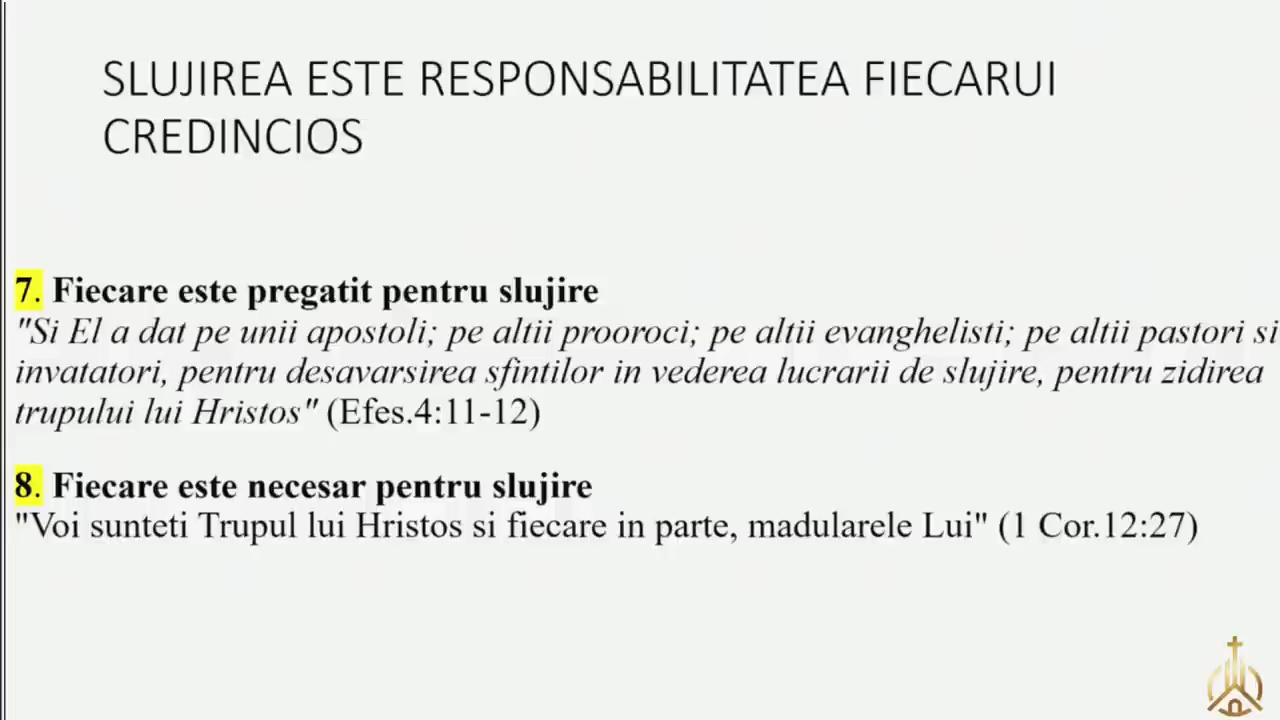 SLUJIREA ESTE RESPONSABILITATEA FIECARUI
CREDINCIOS
7. Fiecare este pregatit pentru slujire
"Si El a dat pe unii apostoli; pe altii prooroci; pe altii evanghelisti; pe altii pastori si
invatatori, pentru desavarsirea sfintilor in vederea lucrarii de slujire, pentru zidirea
trupului lui Hristos" (Efes.4:11-12)
8. Fiecare este necesar pentru slujire
"Voi sunteti Trupul lui Hristos si fiecare in parte, madularele Lui" (1 Cor.12:27)